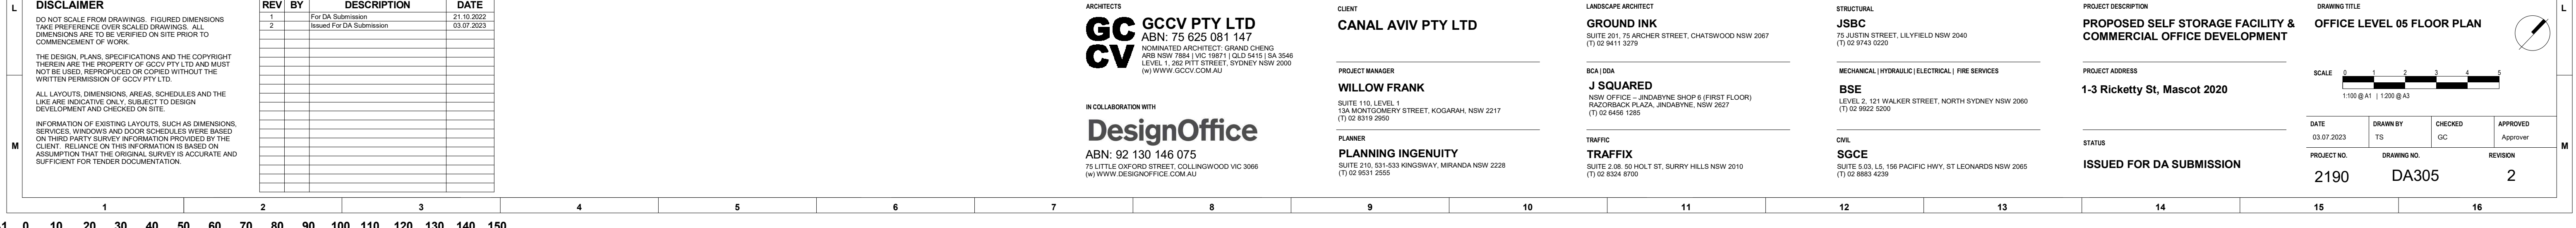 L
DISCLAIMER
DO NOT SCALE FROM DRAWINGS. FIGURED DIMENSIONS
TAKE PREFERENCE OVER SCALED DRAWINGS. ALL
DIMENSIONS ARE TO BE VERIFIED ON SITE PRIOR TO
COMMENCEMENT OF WORK.
THE DESIGN, PLANS, SPECIFICATIONS AND THE COPYRIGHT
THEREIN ARE THE PROPERTY OF GCCV PTY LTD AND MUST
NOT BE USED, REPROPUCED OR COPIED WITHOUT THE
WRITTEN PERMISSION OF GCCV PTY LTD.
ALL LAYOUTS, DIMENSIONS, AREAS, SCHEDULES AND THE
LIKE ARE INDICATIVE ONLY, SUBJECT TO DESIGN
DEVELOPMENT AND CHECKED ON SITE.
INFORMATION OF EXISTING LAYOUTS, SUCH AS DIMENSIONS,
SERVICES, WINDOWS AND DOOR SCHEDULES WERE BASED
ON THIRD PARTY SURVEY INFORMATION PROVIDED BY THE
CLIENT. RELIANCE ON THIS INFORMATION IS BASED ON
ASSUMPTION THAT THE ORIGINAL SURVEY IS ACCURATE AND
SUFFICIENT FOR TENDER DOCUMENTATION.
M
REV BY DESCRIPTION DATE
1 For DA Submission 21.10.2022
2 Issued For DA Submission 03.07.2023
ARCHITECTS
GC
CV
GCCV PTY LTD
ABN: 75 625 081 147
NOMINATED ARCHITECT: GRAND CHENG
ARB NSW 7884 | VIC 19871 | QLD 5415 | SA 3546
LEVEL 1, 262 PITT STREET, SYDNEY NSW 2000
(w) WWW.GCCV.COM.AU
IN COLLABORATION WITH
DesignOffice
ABN: 92 130 146 075
75 LITTLE OXFORD STREET, COLLINGWOOD VIC 3066
(w) WWW.DESIGNOFFICE.COM.AU
CLIENT
CANAL AVIV PTY LTD
PROJECT MANAGER
WILLOW FRANK
SUITE 110, LEVEL 1
13A MONTGOMERY STREET, KOGARAH, NSW 2217
(T) 02 8319 2950
PLANNER
PLANNING INGENUITY
SUITE 210, 531-533 KINGSWAY, MIRANDA NSW 2228
(T) 02 9531 2555
LANDSCAPE ARCHITECT
GROUND INK
SUITE 201, 75 ARCHER STREET, CHATSWOOD NSW 2067
(T) 02 9411 3279
BCA | DDA
J SQUARED
NSW OFFICE – JINDABYNE SHOP 6 (FIRST FLOOR)
RAZORBACK PLAZA, JINDABYNE, NSW 2627
(T) 02 6456 1285
TRAFFIC
TRAFFIX
SUITE 2.08. 50 HOLT ST, SURRY HILLS NSW 2010
(T) 02 8324 8700
STRUCTURAL
JSBC
75 JUSTIN STREET, LILYFIELD NSW 2040
(T) 02 9743 0220
MECHANICAL | HYDRAULIC | ELECTRICAL | FIRE SERVICES
BSE
LEVEL 2, 121 WALKER STREET, NORTH SYDNEY NSW 2060
(T) 02 9922 5200
CIVIL
SGCE
SUITE 5.03, L5, 156 PACIFIC HWY, ST LEONARDS NSW 2065
(T) 02 8883 4239
PROJECT DESCRIPTION
PROPOSED SELF STORAGE FACILITY &
COMMERCIAL OFFICE DEVELOPMENT
PROJECT ADDRESS
1-3 Ricketty St, Mascot 2020
STATUS
ISSUED FOR DA SUBMISSION
DRAWING TITLE
OFFICE LEVEL 05 FLOOR PLAN
SCALE 0 1 2 3 4 5
1:100 @ A1 | 1:200 @ A3
DATE DRAWN BY CHECKED APPROVED
03.07.2023 TS GC Approver
PROJECT NO. DRAWING NO. REVISION
2190 DA305 2
L
M
1 2 3 4 5 6 7 8 9 10 11 12 13 14 15 16
0 10 20 30 40 50 60 70 80 90 100 110 120 130 140 150